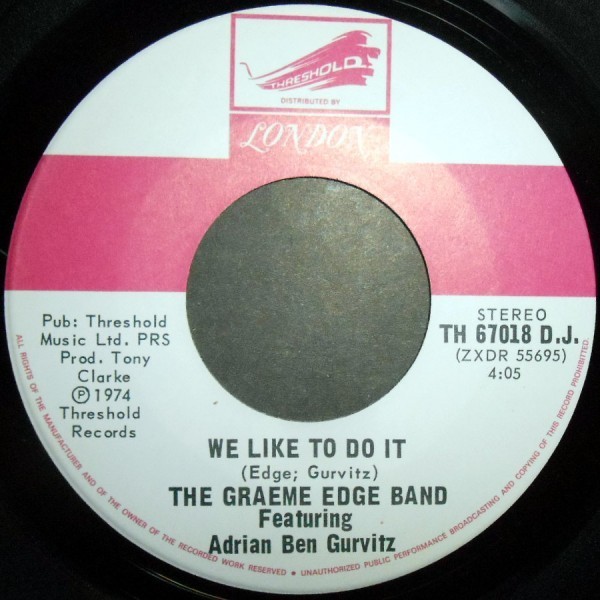 THRESHOLD
DISTRIBUTED BY
LONDON
Pub: Threshold
Music Ltd. PRS
Prod. Tony
Clarke
Ⓟ 1974
Threshold
Records
STEREO
TH 67018 D.J.
(ZXDR 55695)
4:05
WE LIKE TO DO IT
(Edge; Gurvitz)
THE GRAEME EDGE BAND
Featuring
Adrian Ben Gurvitz
ALL RIGHTS OF THE MANUFACTURER AND OF THE OWNER OF THE RECORDED WORK RESERVED • UNAUTHORIZED PUBLIC PERFORMANCE BROADCASTING AND COPYING OF THIS RECORD PROHIBITED.